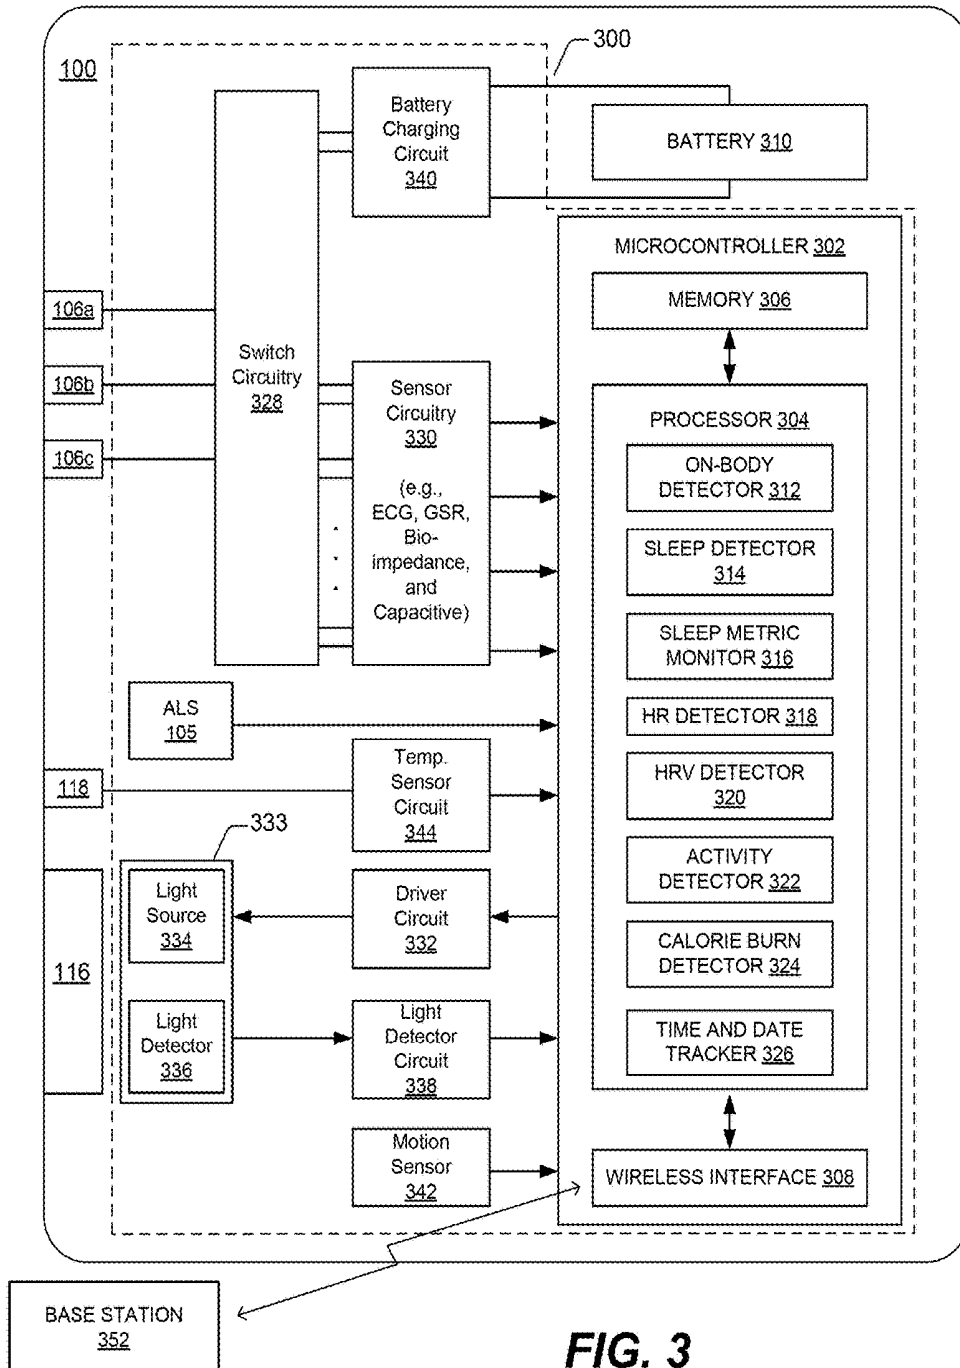 300
100
Battery
Charging
Circuit
340
BATTERY 310
MICROCONTROLLER 302
MEMORY 306
106a
106b
106c
Switch
Circuitry
328
Sensor
Circuitry
330
(e.g.,
ECG, GSR,
Bio-
impedance,
and
Capacitive)
PROCESSOR 304
ON-BODY
DETECTOR 312
SLEEP DETECTOR
314
SLEEP METRIC
MONITOR 316
HR DETECTOR 318
HRV DETECTOR
320
ACTIVITY
DETECTOR 322
CALORIE BURN
DETECTOR 324
TIME AND DATE
TRACKER 326
ALS
105
118
Temp.
Sensor
Circuit
344
333
116
Light
Source
334
Driver
Circuit
332
Light
Detector
336
Light
Detector
Circuit
338
Motion
Sensor
342
WIRELESS INTERFACE 308
BASE STATION
352
FIG. 3